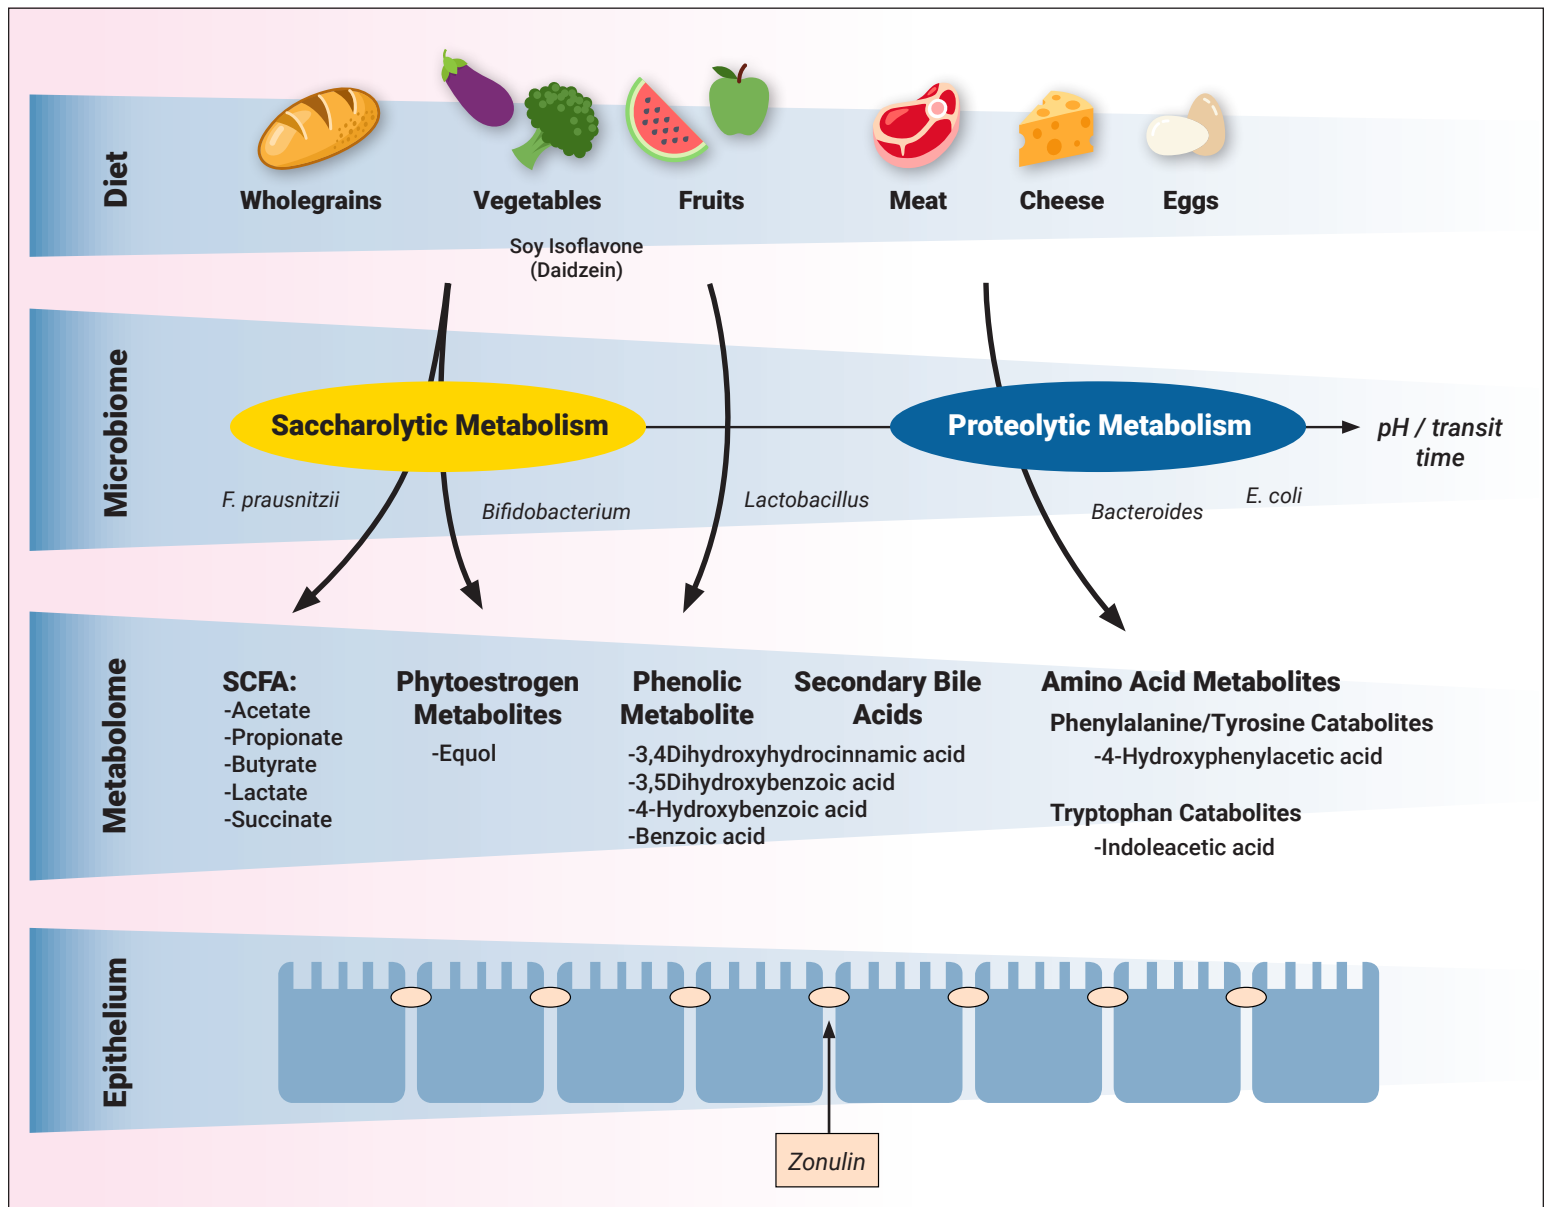 Diet
Wholegrains
Vegetables
Fruits
Meat
Cheese
Eggs
Soy Isoflavone
(Daidzein)
Microbiome
Saccharolytic Metabolism
Proteolytic Metabolism
pH / transit
time
F. prausnitzii
Bifidobacterium
Lactobacillus
Bacteroides
E. coli
Metabolome
SCFA:
-Acetate
-Propionate
-Butyrate
-Lactate
-Succinate
Phytoestrogen
Metabolites
-Equol
Phenolic
Metabolite
Secondary Bile
Acids
-3,4Dihydroxyhydrocinnamic acid
-3,5Dihydroxybenzoic acid
-4-Hydroxybenzoic acid
-Benzoic acid
Amino Acid Metabolites
Phenylalanine/Tyrosine Catabolites
-4-Hydroxyphenylacetic acid
Tryptophan Catabolites
-Indoleacetic acid
Epithelium
Zonulin